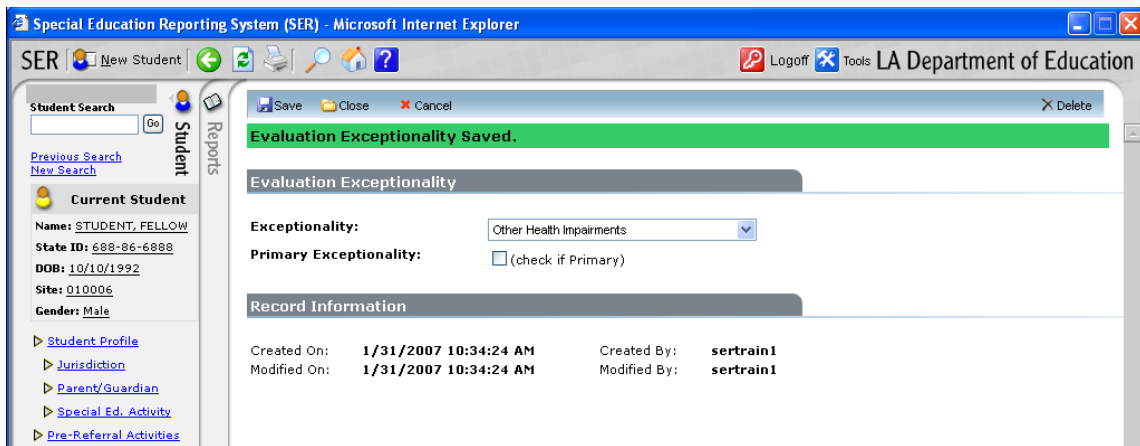 Special Education Reporting System (SER) - Microsoft Internet Explorer
SER New Student ? Logoff Tools LA Department of Education
Student Search
Go
Previous Search
New Search
Student
Reports
Current Student
Name: STUDENT, FELLOW
State ID: 688-86-6888
DOB: 10/10/1992
Site: 010006
Gender: Male
Student Profile
Jurisdiction
Parent/Guardian
Special Ed. Activity
Pre-Referral Activities
Save Close Cancel Delete
Evaluation Exceptionality Saved.
Evaluation Exceptionality
Exceptionality: Other Health Impairments
Primary Exceptionality: (check if Primary)
Record Information
Created On: 1/31/2007 10:34:24 AM Created By: sertrain1
Modified On: 1/31/2007 10:34:24 AM Modified By: sertrain1